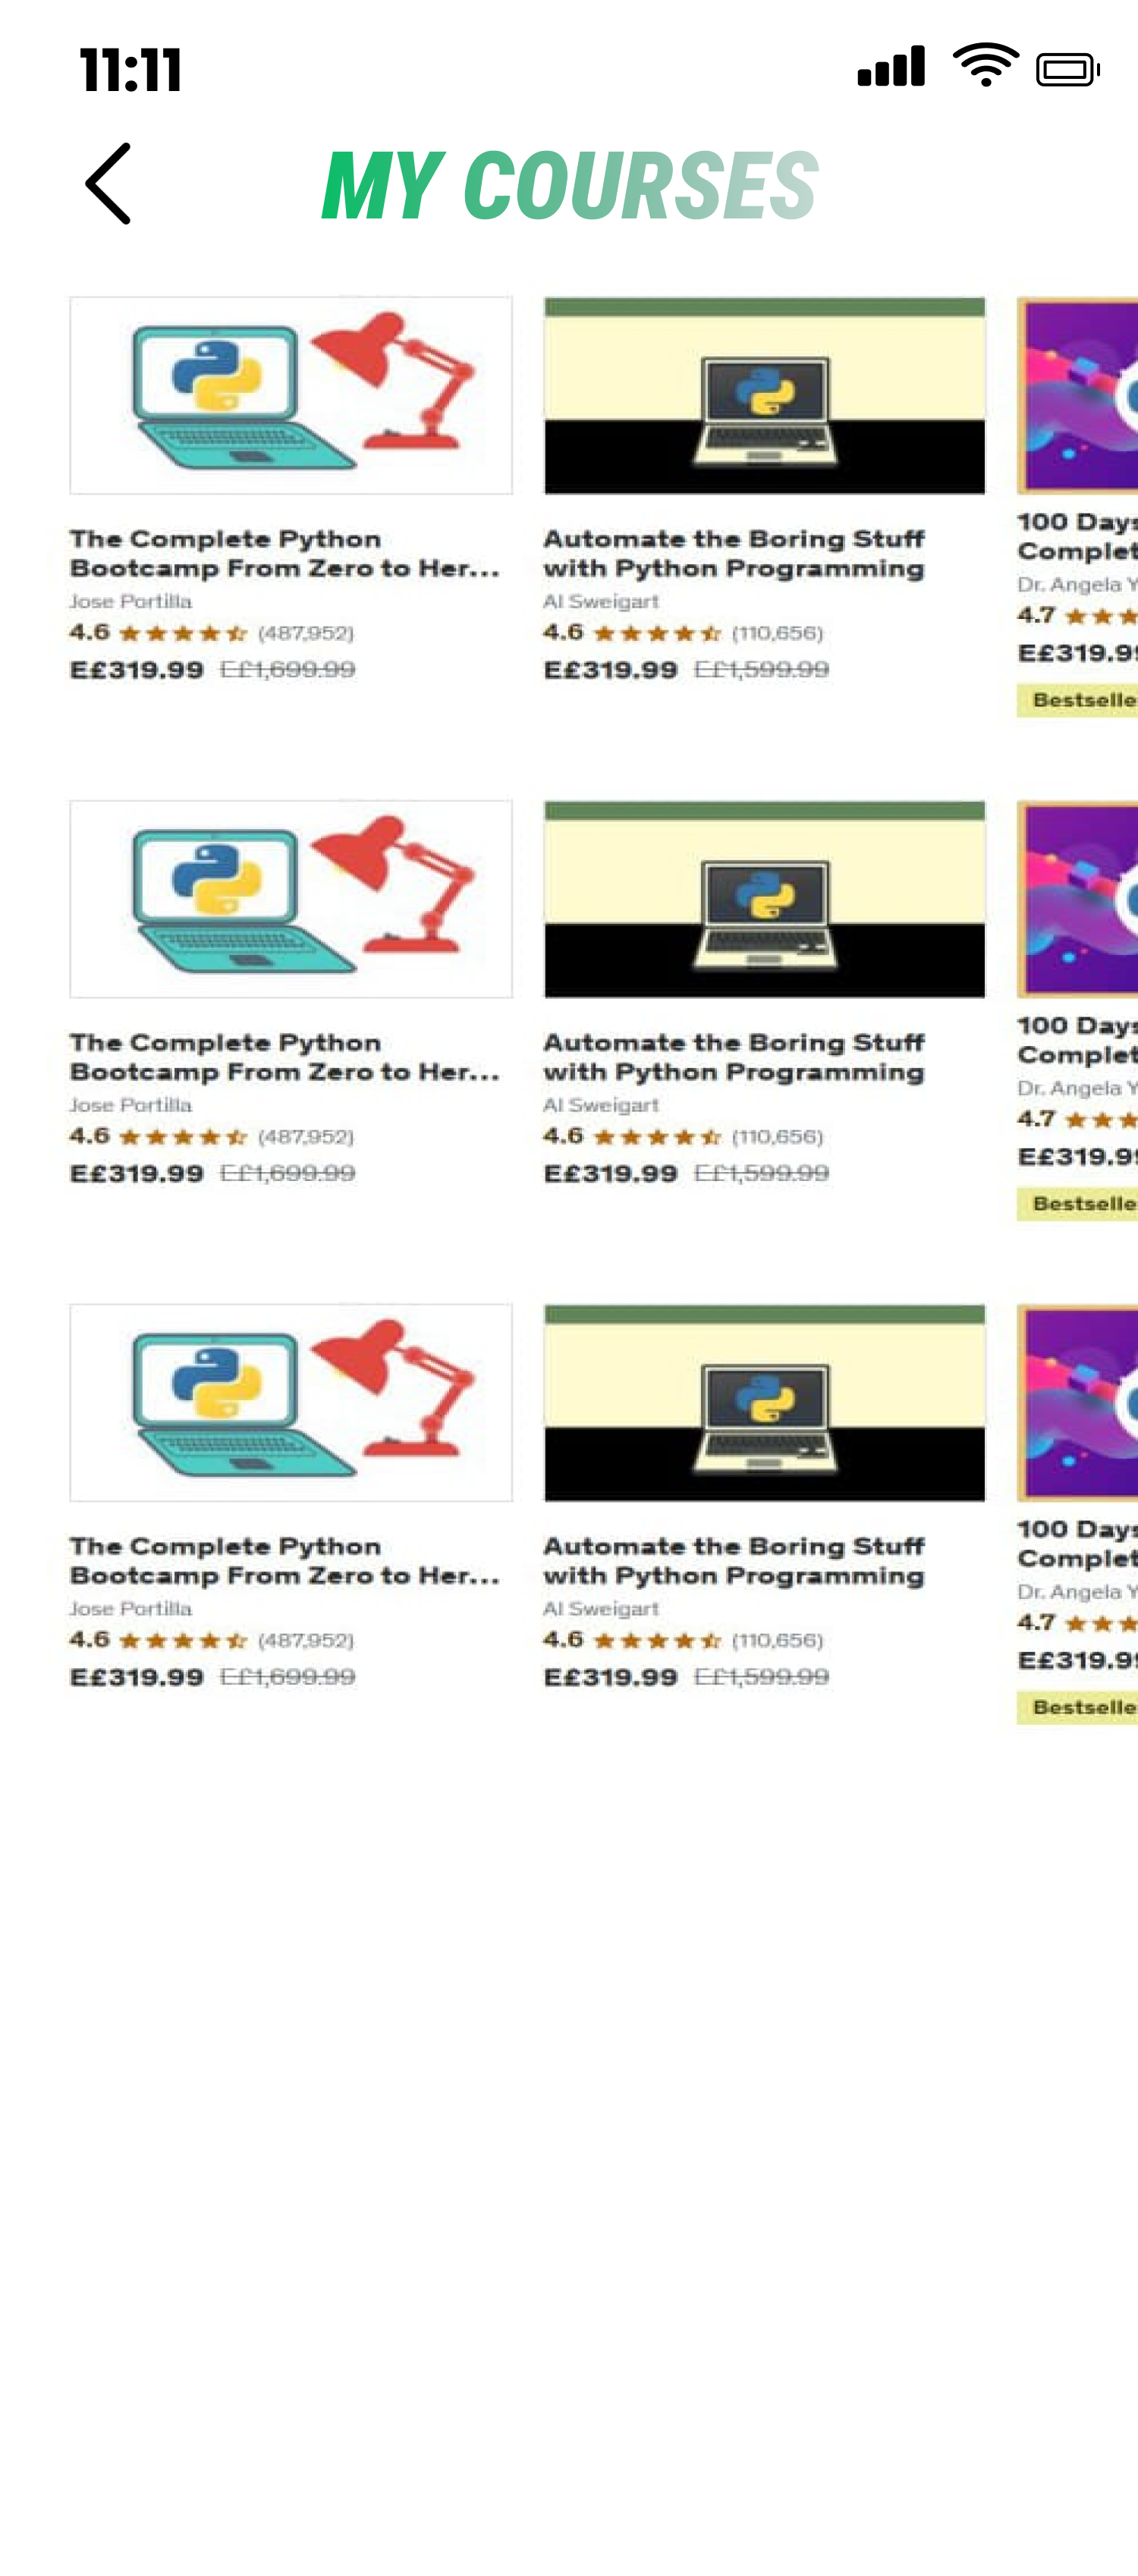 11:11
MY COURSES
The Complete Python
Bootcamp From Zero to Her...
Jose Portilla
4.6 (487,952)
E£319.99 E£1,699.99
Automate the Boring Stuff
with Python Programming
Al Sweigart
4.6 (110,656)
E£319.99 E£1,599.99
100 Days
Complet
Dr. Angela Y
4.7
E£319.99
Bestselle
The Complete Python
Bootcamp From Zero to Her...
Jose Portilla
4.6 (487,952)
E£319.99 E£1,699.99
Automate the Boring Stuff
with Python Programming
Al Sweigart
4.6 (110,656)
E£319.99 E£1,599.99
100 Days
Complet
Dr. Angela Y
4.7
E£319.99
Bestselle
The Complete Python
Bootcamp From Zero to Her...
Jose Portilla
4.6 (487,952)
E£319.99 E£1,699.99
Automate the Boring Stuff
with Python Programming
Al Sweigart
4.6 (110,656)
E£319.99 E£1,599.99
100 Days
Complet
Dr. Angela Y
4.7
E£319.99
Bestselle